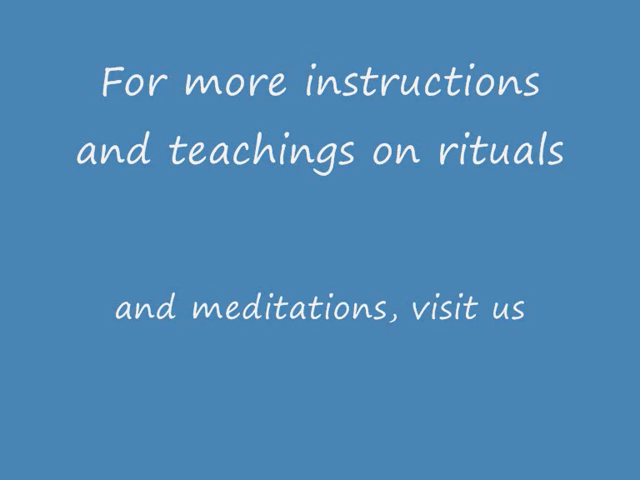 For more instructions
and teachings on rituals
and meditations, visit us